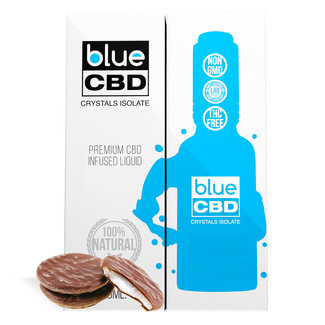 blue
CBD
CRYSTALS ISOLATE
PREMIUM CBD
INFUSED LIQUID
100%
NATURAL
NON
GMO
LAB
THC
FREE
blue
CBD
CRYSTALS ISOLATE